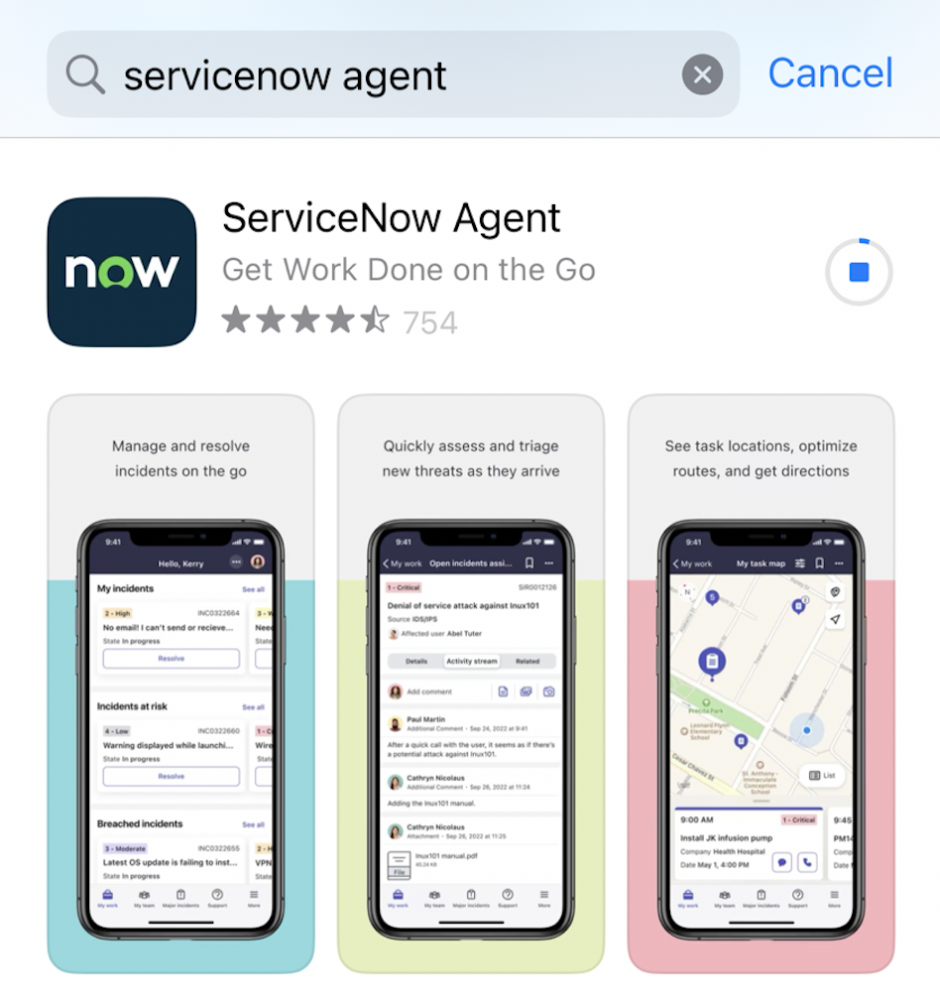 servicenow agent
Cancel
now
ServiceNow Agent
Get Work Done on the Go
754
Manage and resolve
incidents on the go
9:41
Hello, Kerry
My incidents
See all
2 - High
INC0322664
3 - M
No email! I can't send or recieve...
Nee
State In progress
State
Resolve
Incidents at risk
See all
4 - Low
INC0322660
1 - C
Warning displayed while launchi...
Wire
State In progress
State
Resolve
Breached incidents
See all
3 - Moderate
INC0322655
2 - H
Latest OS update is failing to inst...
VPN
State In progress
State
My work
My team
Major incidents
Support
More
Quickly assess and triage
new threats as they arrive
9:41
My work
Open incidents assi...
1 - Critical
SIR0012126
Denial of service attack against lnux101
Source IDS/IPS
Affected user Abel Tuter
Details
Activity stream
Related
Add comment
Paul Martin
Additional Comment • Sep 24, 2022 at 9:41
After a quick call with the user, it seems as if there's
a potential attack against lnux101.
Cathryn Nicolaus
Additional Comment • Sep 26, 2022 at 11:24
Adding the lnux101 manual.
Cathryn Nicolaus
Attachment • Sep 26, 2022 at 11:25
lnux101 manual.pdf
40.24 KB
File
My work
My team
Major incidents
Support
More
See task locations, optimize
routes, and get directions
9:41
My work
My task map
N
5
Folsom St
Precita Park
Leonard Flynn
Elementary
School
Cesar Chavez St
St. Anthony -
Immaculate
Conception
School
List
9:00 AM
1 - Critical
9:45
Install JK infusion pump
PM14
Company Health Hospital
Comp
Date May 1, 4:00 PM
Date
My work
My team
Major incidents
Support
More